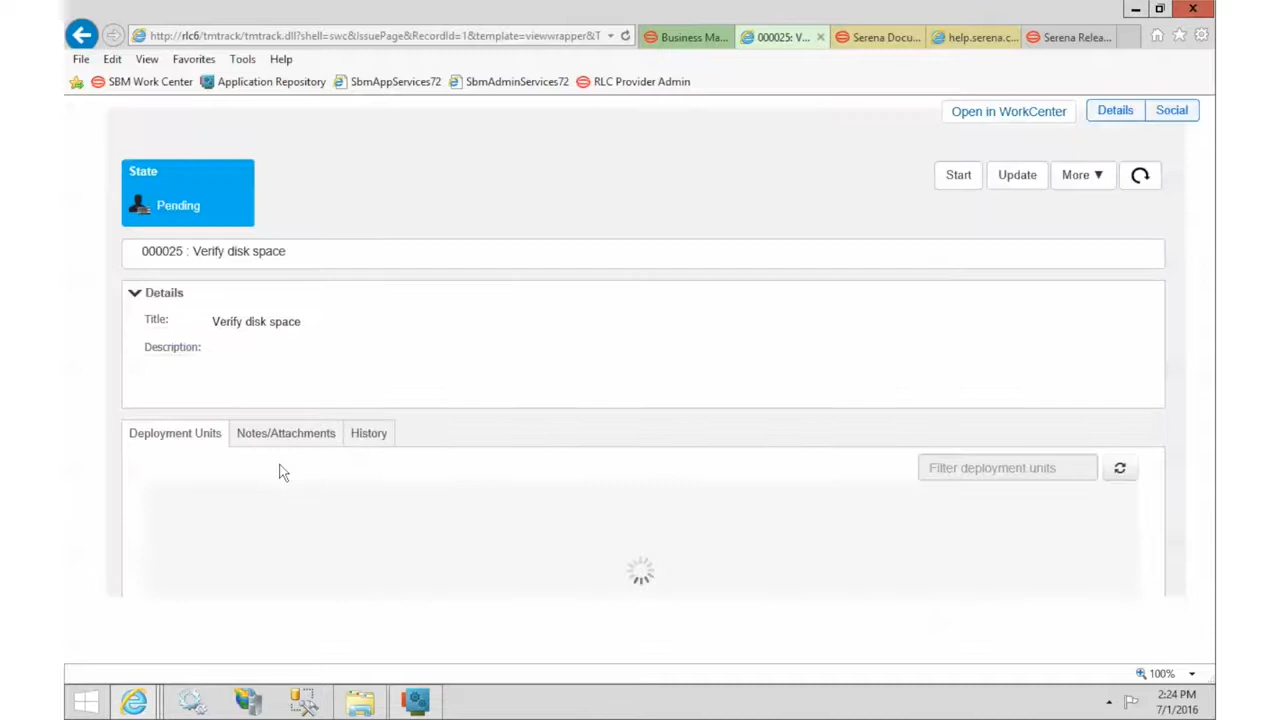 http://rlc6/tmtrack/tmtrack.dll?shell=swc&IssuePage&RecordId=1&template=viewwrapper&T
Business Ma...
000025: V...
Serena Docu...
help.serena.c...
Serena Relea...
File Edit View Favorites Tools Help
SBM Work Center Application Repository SbmAppServices72 SbmAdminServices72 RLC Provider Admin
Open in WorkCenter Details Social
State
Start Update More ▼
Pending
000025 : Verify disk space
Details
Title: Verify disk space
Description:
Deployment Units Notes/Attachments History
Filter deployment units
100%
2:24 PM
7/1/2016